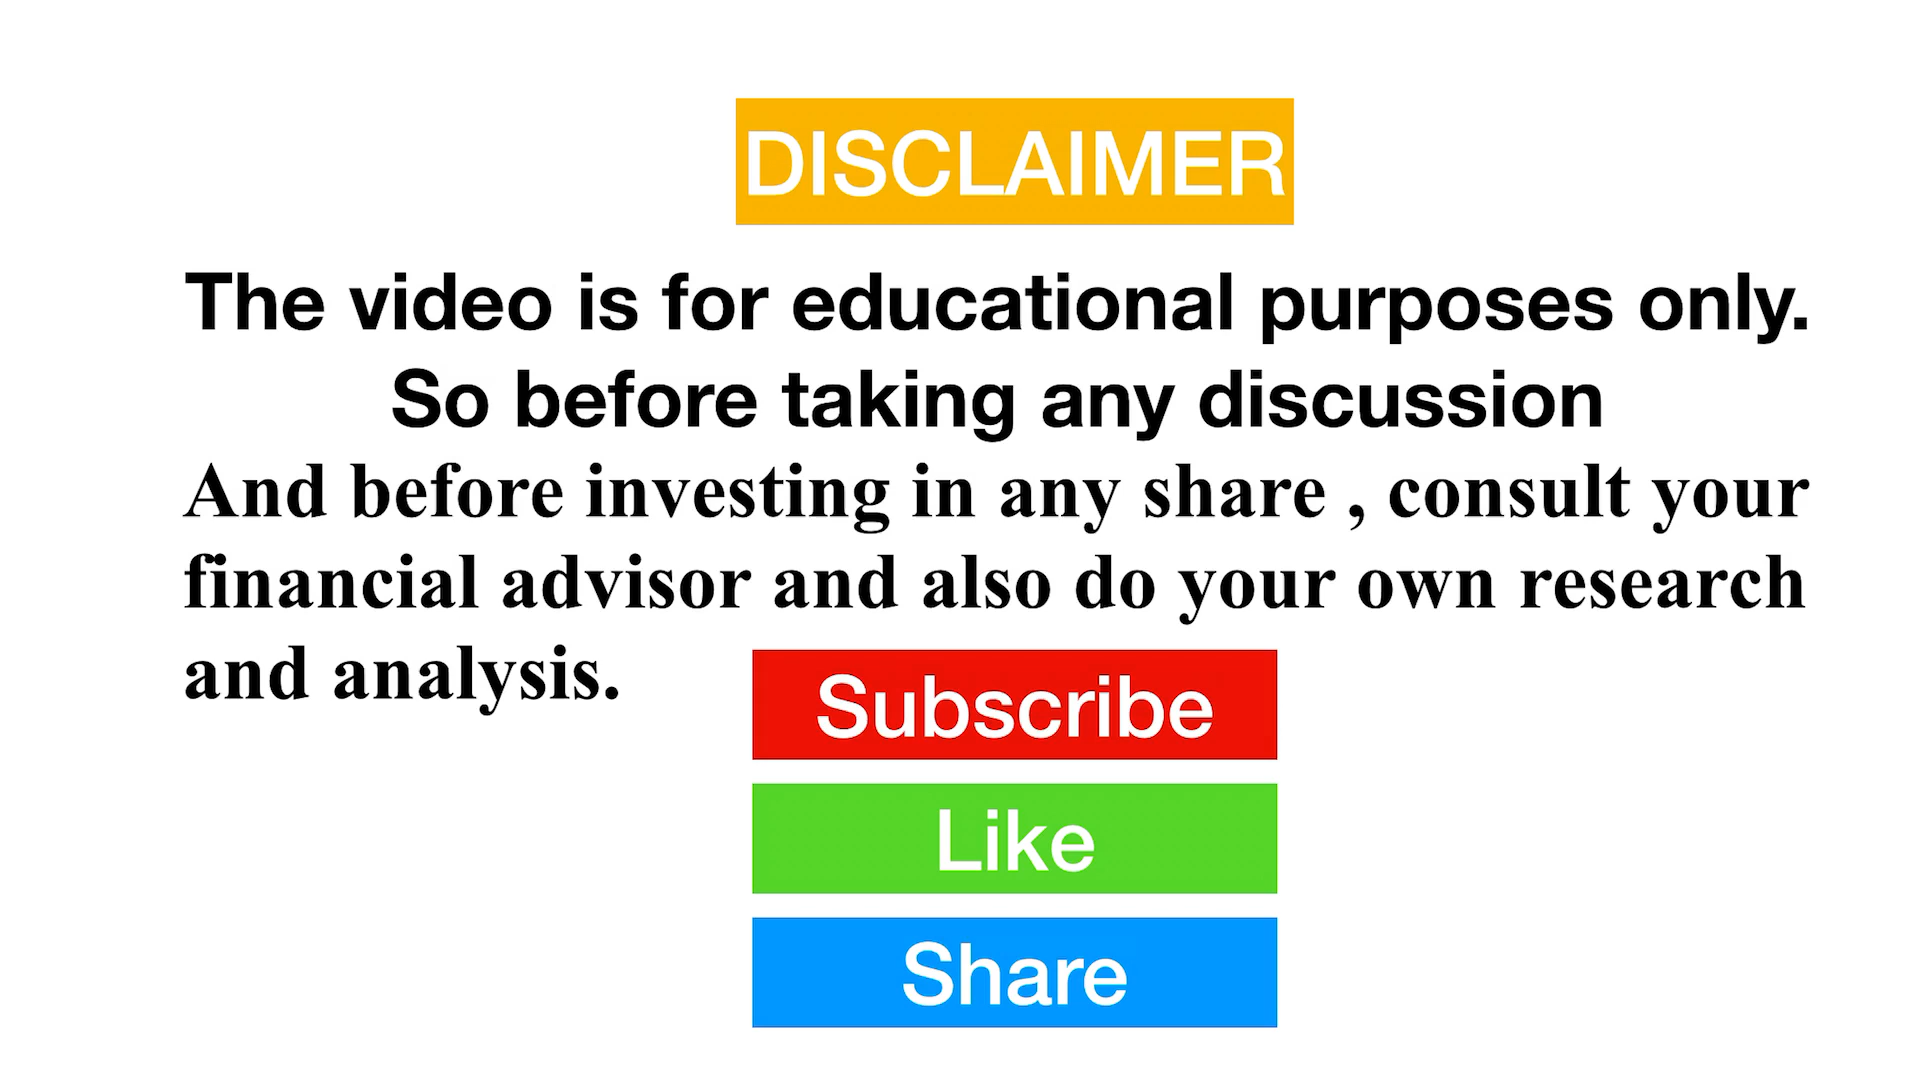 DISCLAIMER
The video is for educational purposes only.
So before taking any discussion
And before investing in any share , consult your
financial advisor and also do your own research
and analysis.
Subscribe
Like
Share